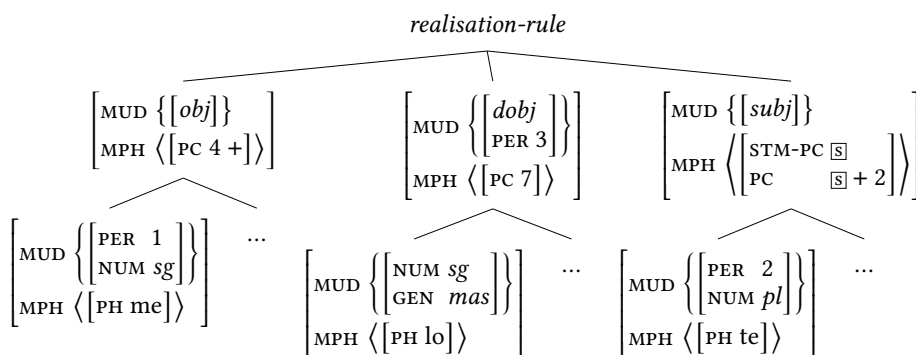 realisation-rule
[MUD {[obj]}
MPH ⟨[PC 4 +]⟩]
[MUD {[dobj
PER 3]}
MPH ⟨[PC 7]⟩]
[MUD {[subj]}
MPH ⟨[STM-PC [s]
PC [s] + 2]⟩]
[MUD {[PER 1
NUM sg]}
MPH ⟨[PH me]⟩]
...
[MUD {[NUM sg
GEN mas]}
MPH ⟨[PH lo]⟩]
...
[MUD {[PER 2
NUM pl]}
MPH ⟨[PH te]⟩]
...